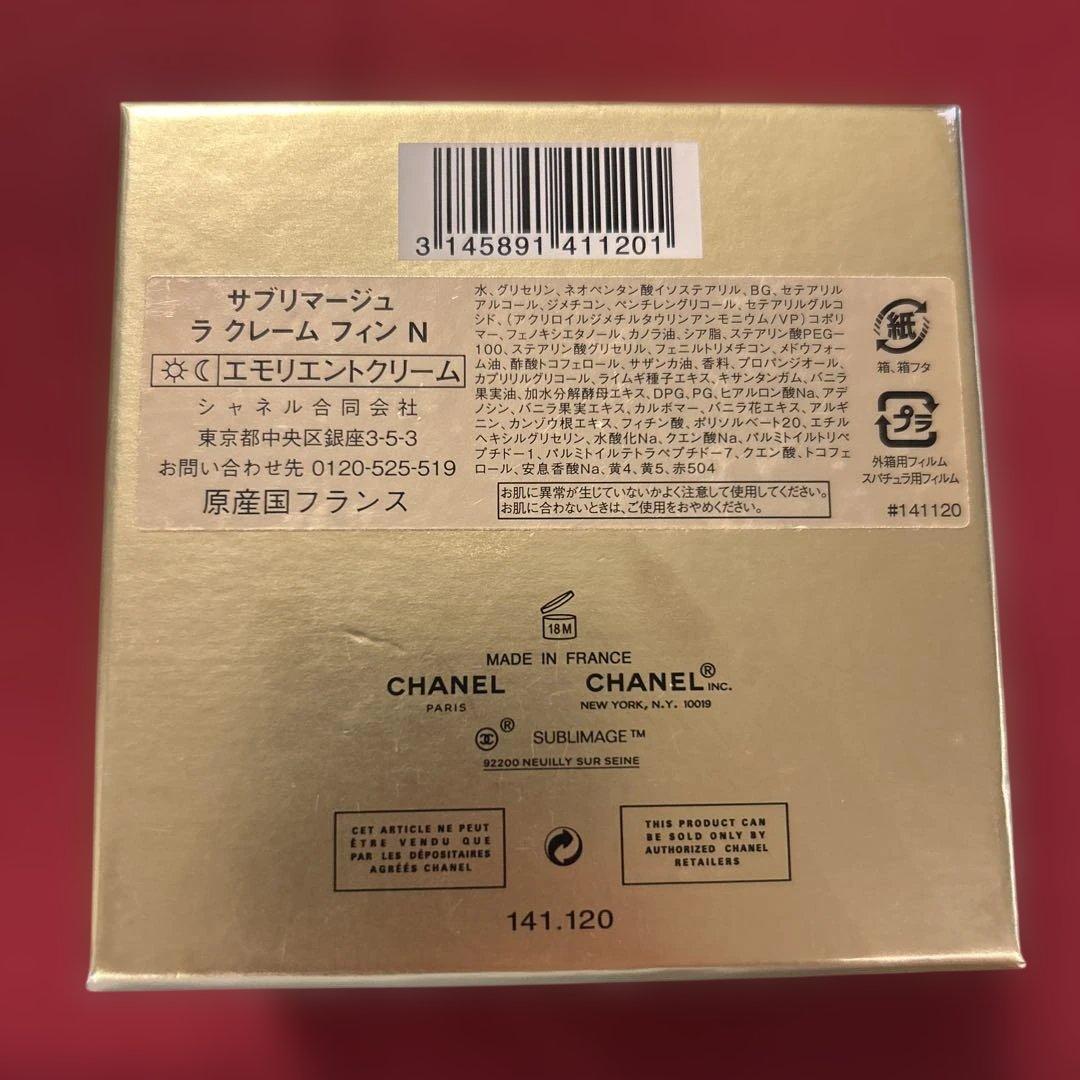 3 145891 411201
サブリマージュ
ラ クレーム フィン N
エモリエントクリーム
シャネル合同会社
東京都中央区銀座3-5-3
お問い合わせ先 0120-525-519
原産国フランス
水、グリセリン、ネオペンタン酸イソステアリル、BG、セテアリル
アルコール、ジメチコン、ペンチレングリコール、セテアリルグルコ
シド、(アクリロイルジメチルタウリンアンモニウム/VP)コポリ
マー、フェノキシエタノール、カノラ油、シア脂、ステアリン酸PEG-
100、ステアリン酸グリセリル、フェニルトリメチコン、メドウフォー
ム油、酢酸トコフェロール、サザンカ油、香料、プロパンジオール、
カプリリルグリコール、ライムギ種子エキス、キサンタンガム、バニラ
果実油、加水分解酵母エキス、DPG、PG、ヒアルロン酸Na、アデ
ノシン、バニラ果実エキス、カルボマー、バニラ花エキス、アルギ
ニン、カンゾウ根エキス、フィチン酸、ポリソルベート20、エチル
ヘキシルグリセリン、水酸化Na、クエン酸Na、パルミトイルトリペ
プチドー1、パルミトイルテトラペプチドー7、クエン酸、トコフェ
ロール、安息香酸Na、黄4、黄5、赤504
お肌に異常が生じていないかよく注意して使用してください。
お肌に合わないときは、ご使用をおやめください。
紙
箱、箱フタ
プラ
外箱用フィルム
スパチュラ用フィルム
#141120
18M
MADE IN FRANCE
CHANEL CHANEL® INC.
PARIS NEW YORK, N.Y. 10019
® SUBLIMAGE™
92200 NEUILLY SUR SEINE
CET ARTICLE NE PEUT
ÊTRE VENDU QUE
PAR LES DÉPOSITAIRES
AGRÉÉS CHANEL
THIS PRODUCT CAN
BE SOLD ONLY BY
AUTHORIZED CHANEL
RETAILERS
141.120